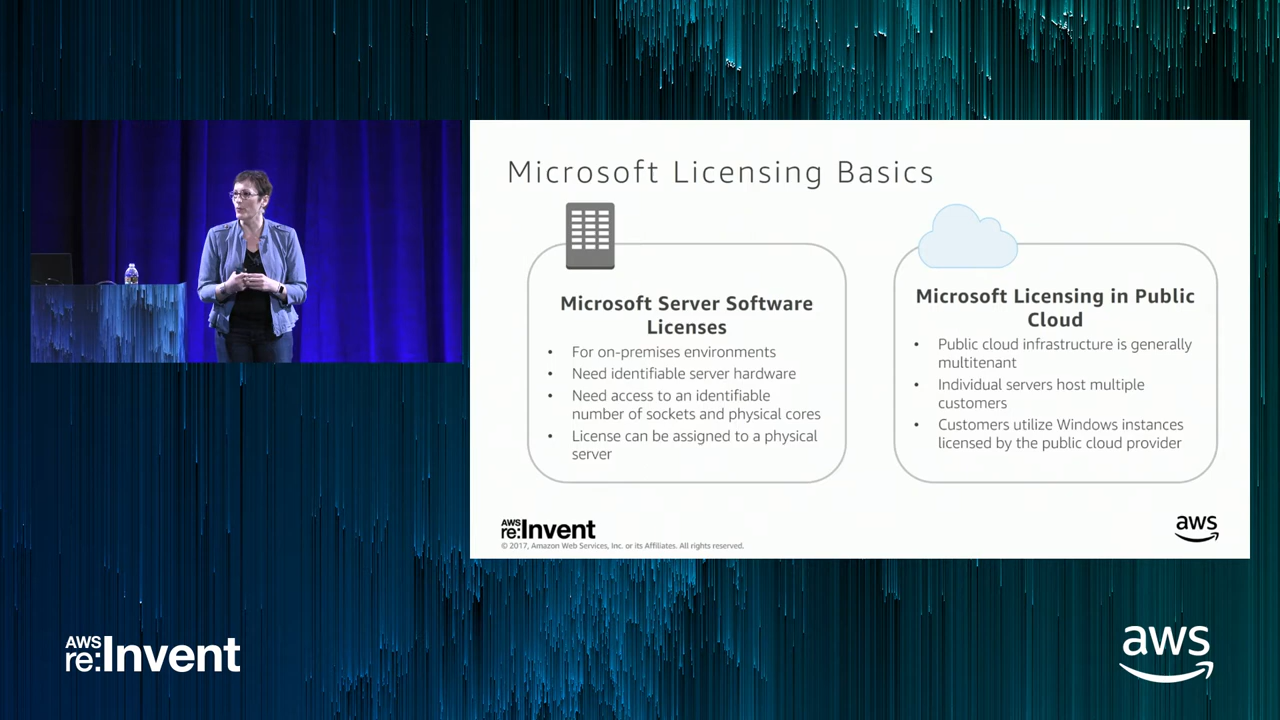 Microsoft Licensing Basics
Microsoft Server Software
Licenses
• For on-premises environments
• Need identifiable server hardware
• Need access to an identifiable
number of sockets and physical cores
• License can be assigned to a physical
server
Microsoft Licensing in Public
Cloud
• Public cloud infrastructure is generally
multitenant
• Individual servers host multiple
customers
• Customers utilize Windows instances
licensed by the public cloud provider
AWS
re:Invent
© 2017, Amazon Web Services, Inc. or its Affiliates. All rights reserved.
aws
AWS
re:Invent
aws